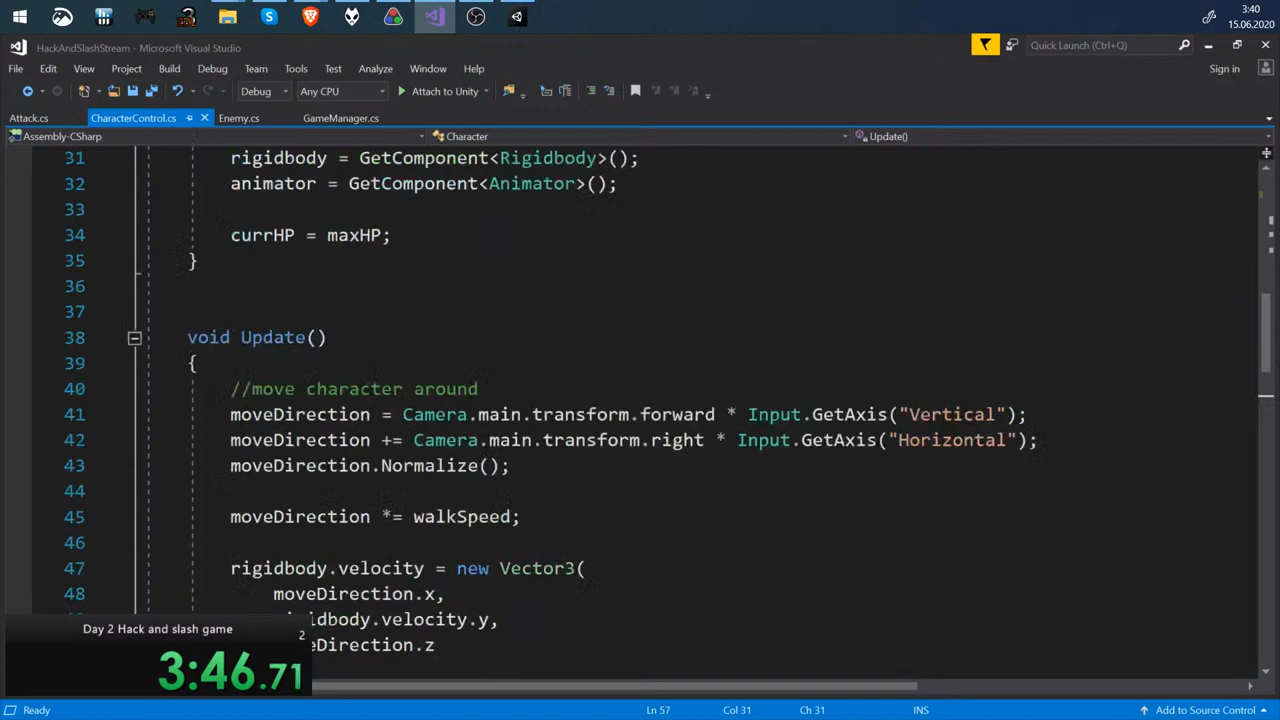 3:40
15.06.2020
HackAndSlashStream - Microsoft Visual Studio
Quick Launch (Ctrl+Q)
File Edit View Project Build Debug Team Tools Test Analyze Window Help
Sign in
Debug Any CPU Attach to Unity
Attack.cs CharacterControl.cs Enemy.cs GameManager.cs
Assembly-CSharp Character Update()
31 rigidbody = GetComponent<Rigidbody>();
32 animator = GetComponent<Animator>();
33
34 currHP = maxHP;
35 }
36
37
38 void Update()
39 {
40 //move character around
41 moveDirection = Camera.main.transform.forward * Input.GetAxis("Vertical");
42 moveDirection += Camera.main.transform.right * Input.GetAxis("Horizontal");
43 moveDirection.Normalize();
44
45 moveDirection *= walkSpeed;
46
47 rigidbody.velocity = new Vector3(
48 moveDirection.x,
idbody.velocity.y,
eDirection.z
Day 2 Hack and slash game
2
3:46.71
Ready Ln 57 Col 31 Ch 31 INS Add to Source Control